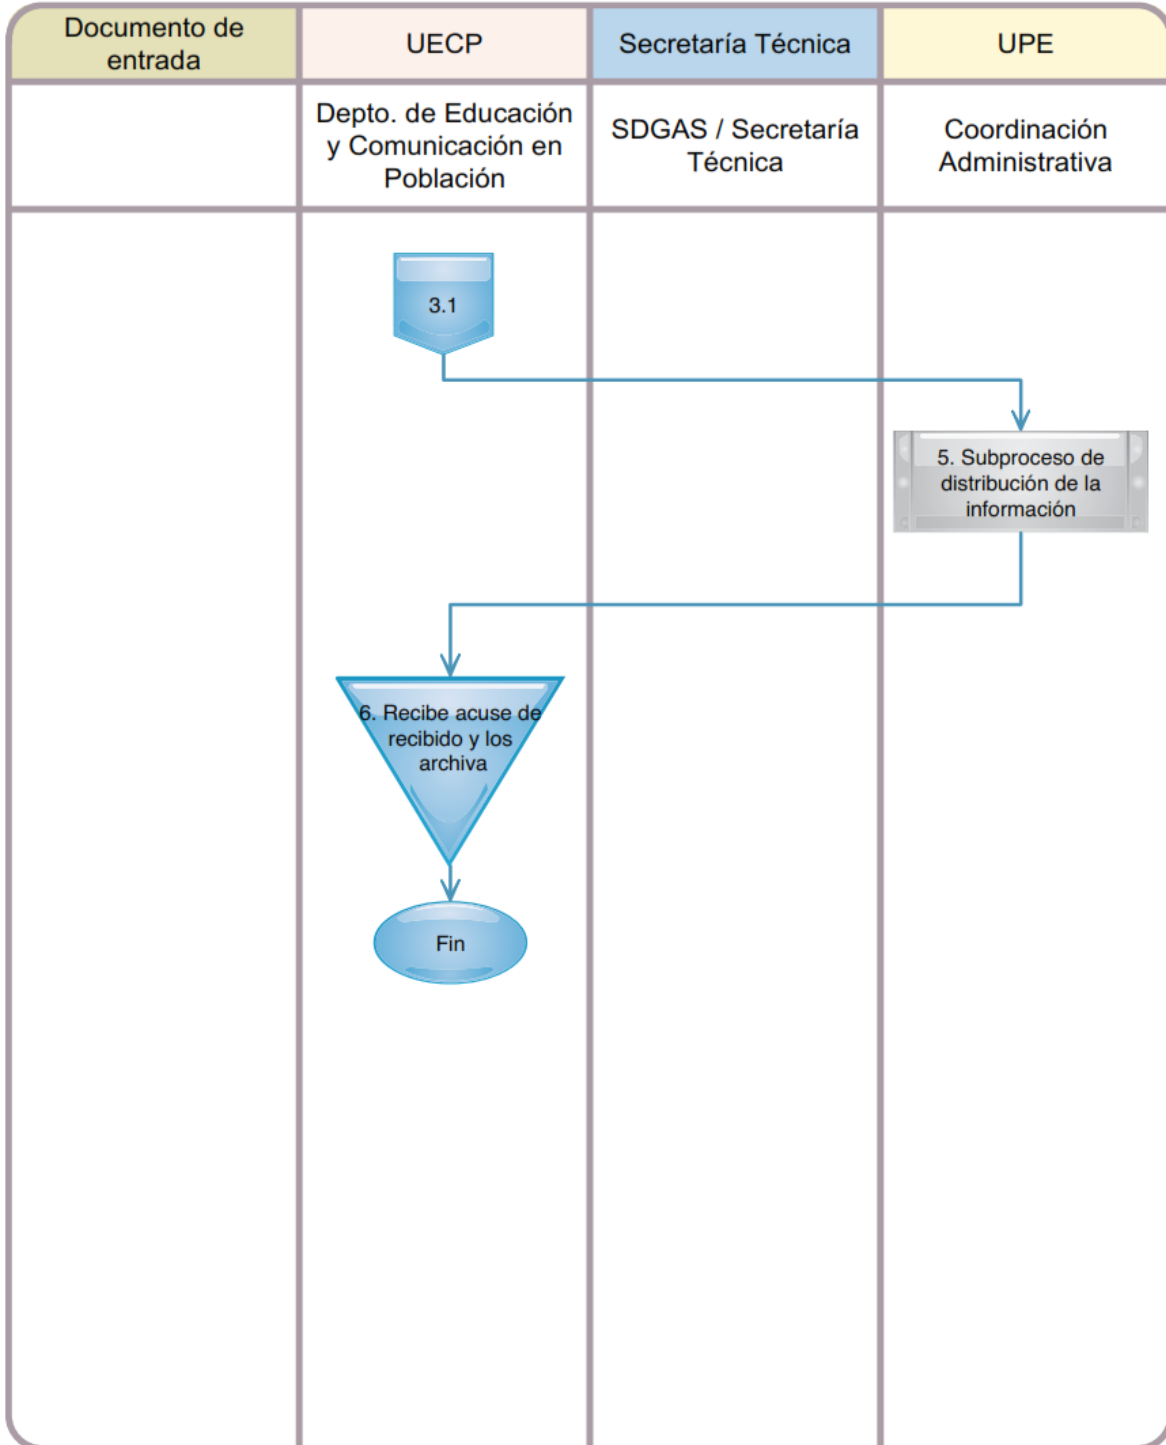 Documento de
entrada
UECP
Secretaría Técnica
UPE
Depto. de Educación
y Comunicación en
Población
SDGAS / Secretaría
Técnica
Coordinación
Administrativa
3.1
5. Subproceso de
distribución de la
información
6. Recibe acuse de
recibido y los
archiva
Fin